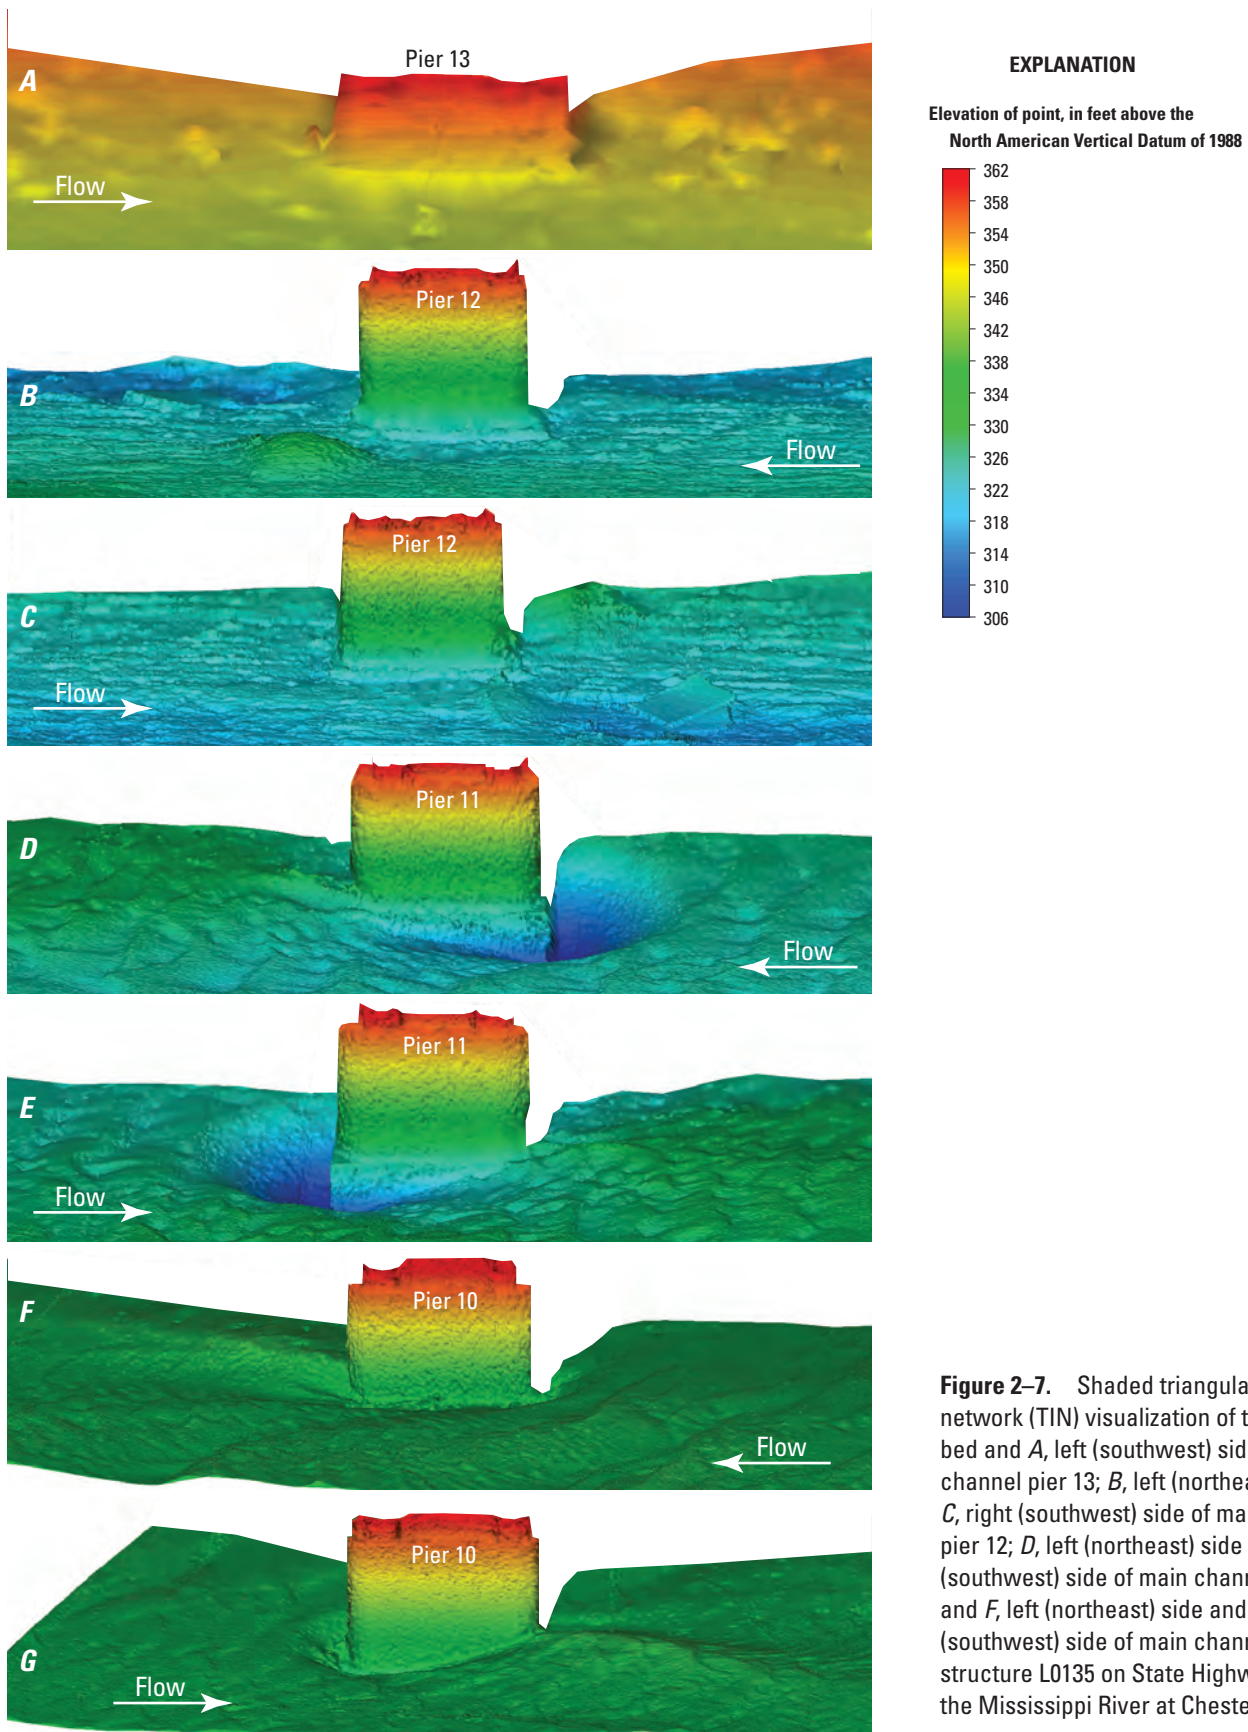 Pier 13
A
Flow
Pier 12
B
Flow
Pier 12
C
Flow
Pier 11
D
Flow
Pier 11
E
Flow
Pier 10
F
Flow
Pier 10
G
Flow
EXPLANATION
Elevation of point, in feet above the
North American Vertical Datum of 1988
362
358
354
350
346
342
338
334
330
326
322
318
314
310
306
Figure 2–7. Shaded triangula
network (TIN) visualization of t
bed and A, left (southwest) sid
channel pier 13; B, left (northea
C, right (southwest) side of ma
pier 12; D, left (northeast) side
(southwest) side of main chann
and F, left (northeast) side and
(southwest) side of main chann
structure L0135 on State Highw
the Mississippi River at Cheste